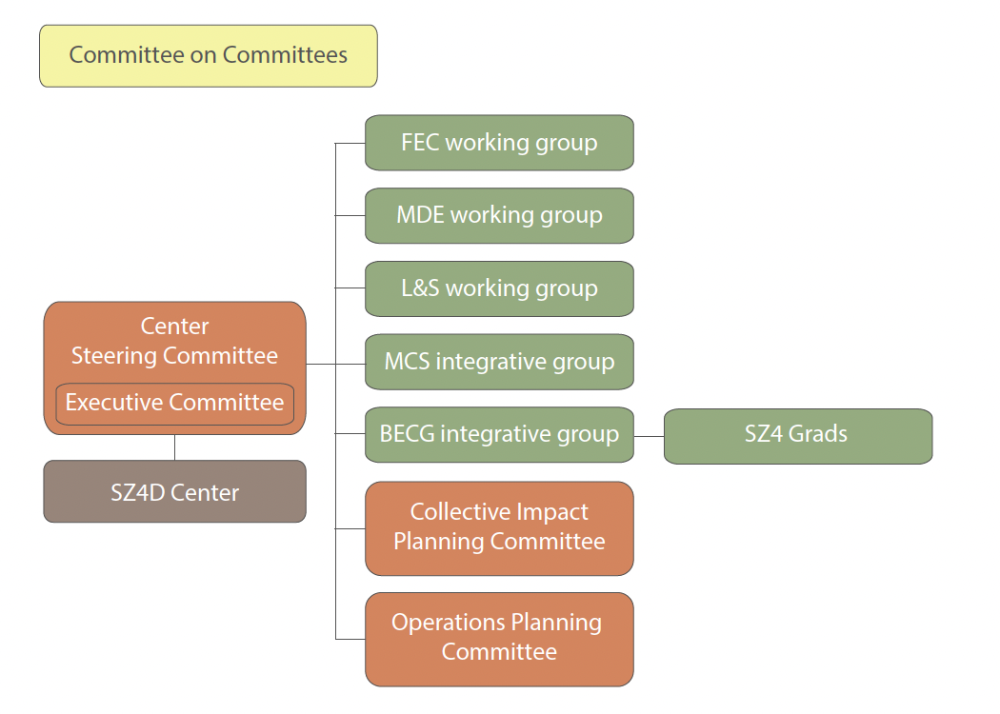 Committee on Committees
FEC working group
MDE working group
L&S working group
Center
Steering Committee
Executive Committee
MCS integrative group
BECG integrative group
SZ4 Grads
SZ4D Center
Collective Impact
Planning Committee
Operations Planning
Committee